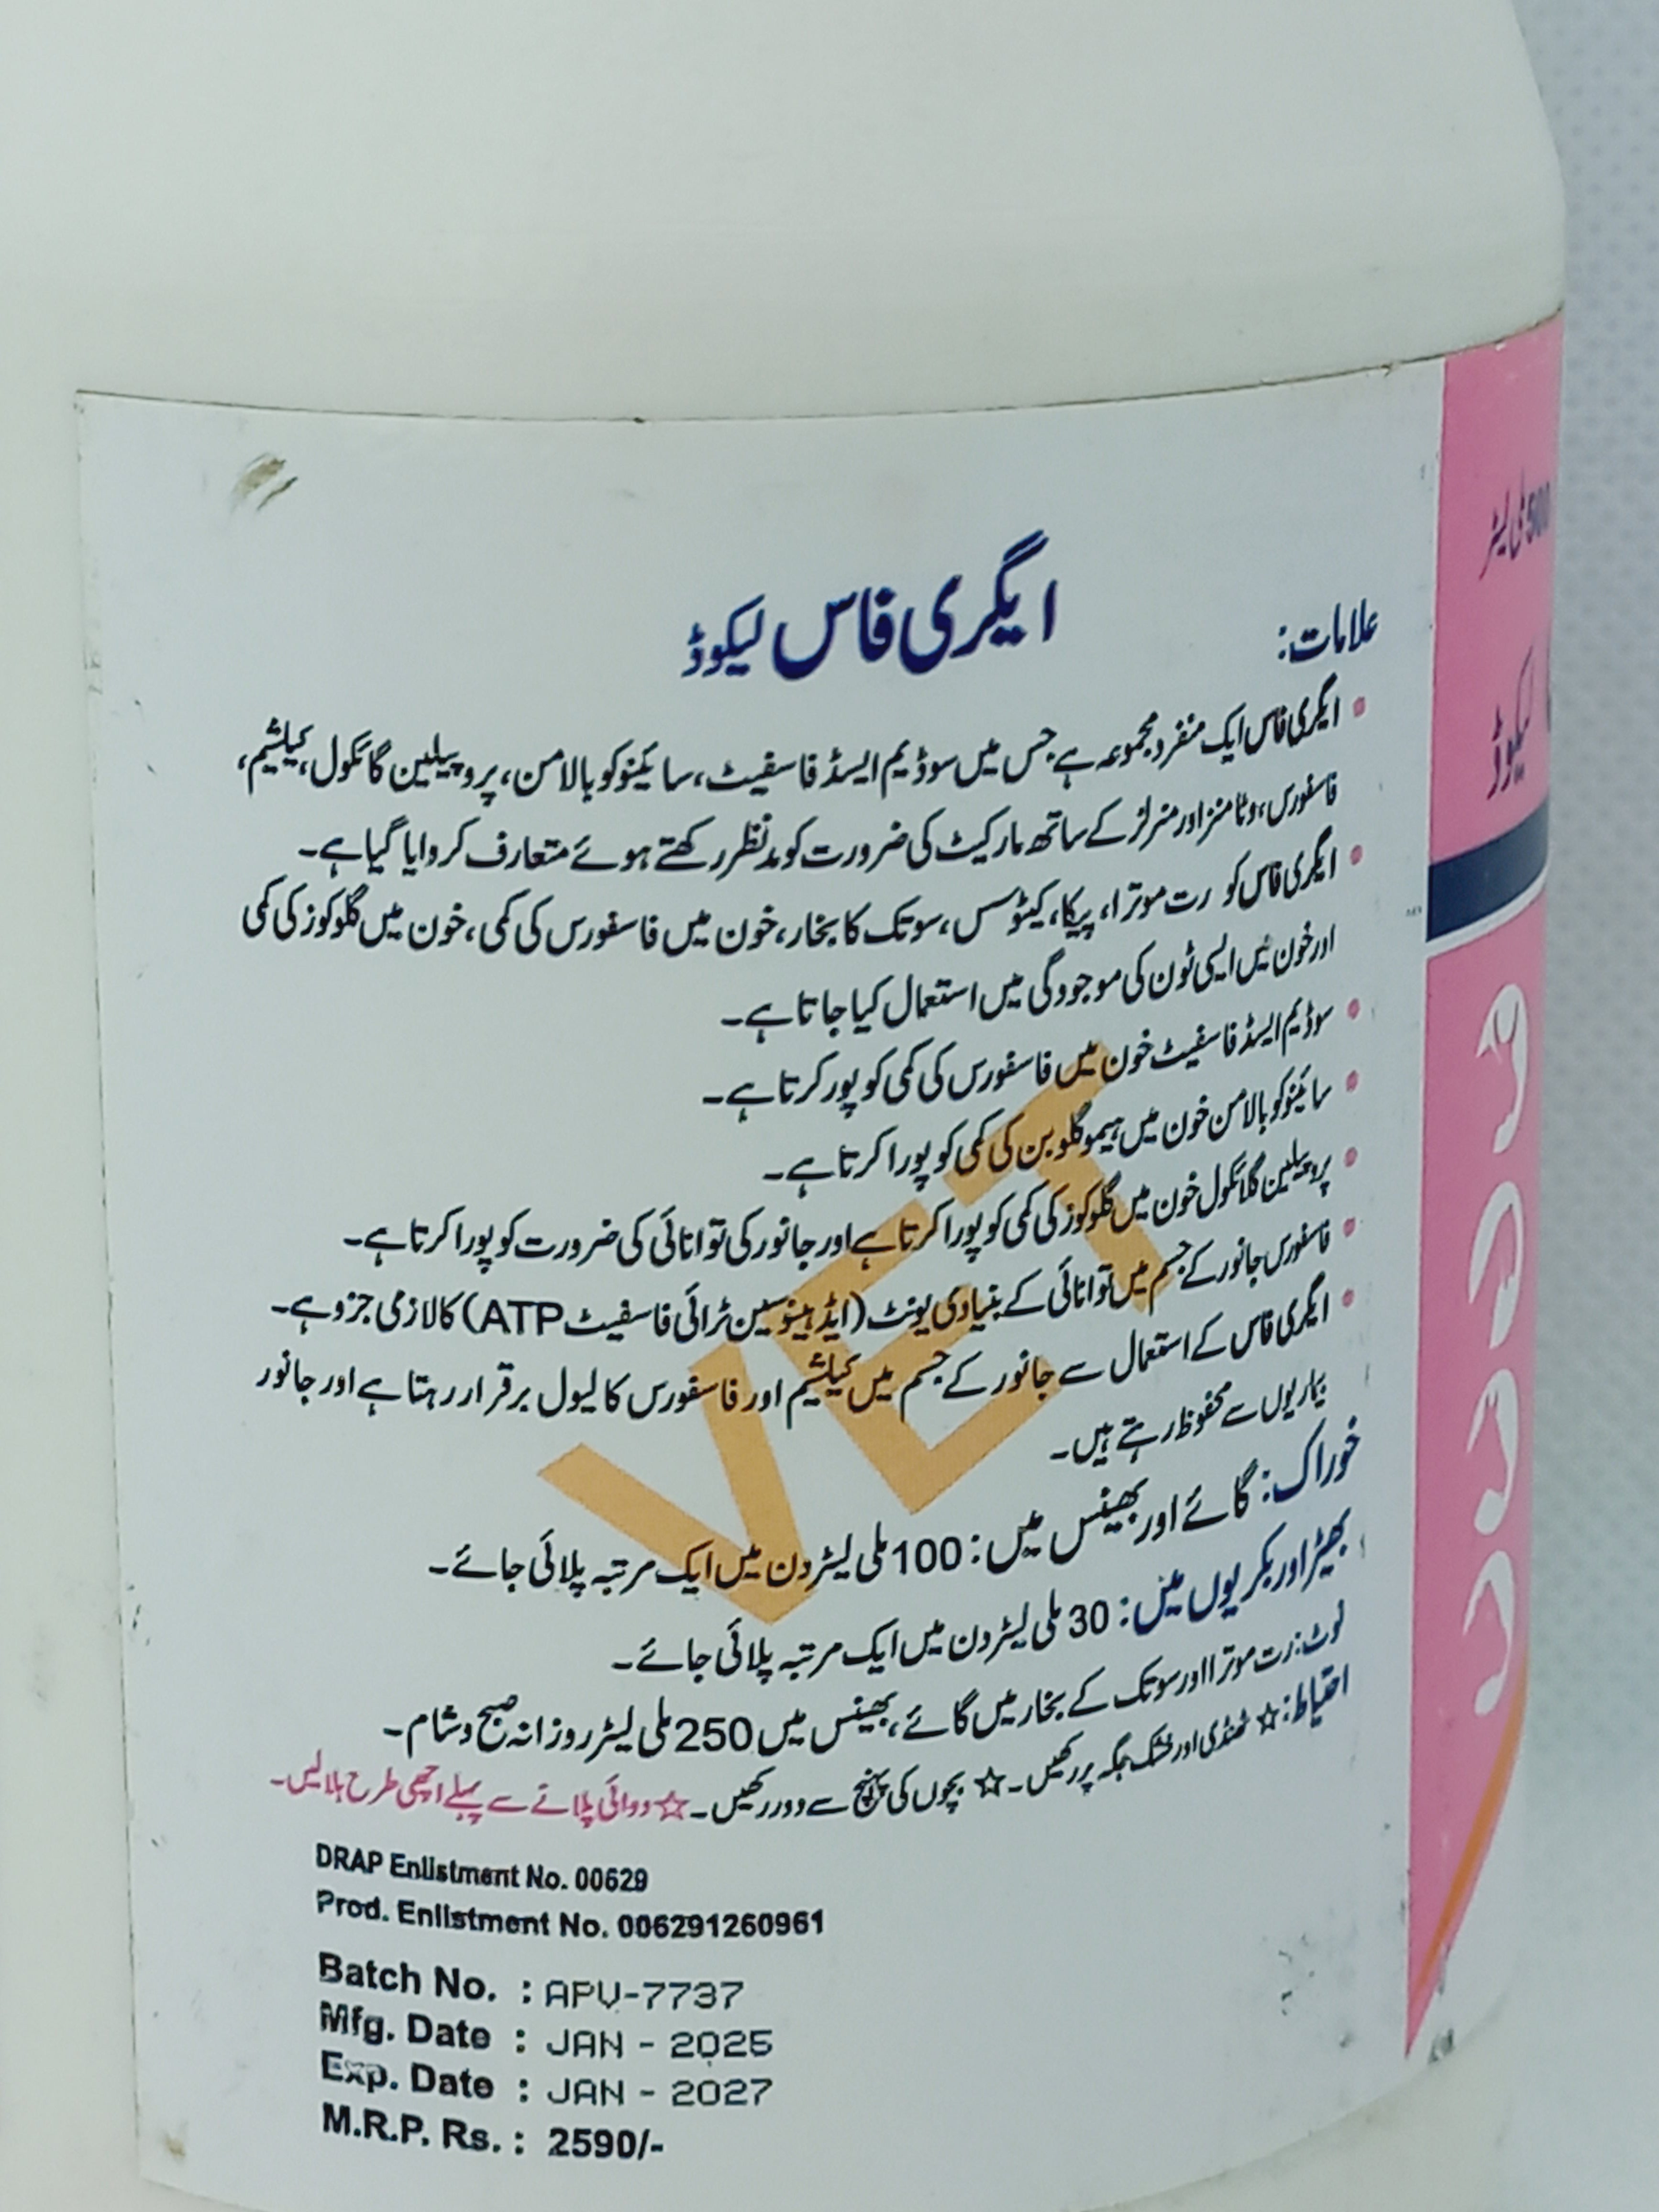 ایگری فاس لیکوڈ
علامات:
• ایگری فاس ایک منفرد مجموعہ ہے جس میں سوڈیم ایسڈ فاسفیٹ، سائینوکوبالامن، پروپیلین گائکول، کیلشیم،
فاسفورس، وٹامنز اور منرلز کے ساتھ مارکیٹ کی ضرورت کو مدنظر رکھتے ہوئے متعارف کروایا گیا ہے۔
• ایگری فاس کو رت موترا، پیکا، کیٹوسس، سوتک کا بخار، خون میں فاسفورس کی کمی، خون میں گلوکوز کی کمی
اور خون میں ایسی ٹون کی موجودگی میں استعمال کیا جاتا ہے۔
• سوڈیم ایسڈ فاسفیٹ خون میں فاسفورس کی کمی کو پور کرتا ہے۔
• سائینوکوبالامن خون میں ہیموگلوبن کی کمی کو پورا کرتا ہے۔
• پروپیلین گلائکول خون میں گلوکوز کی کمی کو پورا کرتا ہے اور جانور کی توانائی کی ضرورت کو پورا کرتا ہے۔
• فاسفورس جانور کے جسم میں توانائی کے بنیادی یونٹ (ایڈینوسین ٹرائی فاسفیٹ ATP) کا لازمی جزو ہے۔
• ایگری فاس کے استعمال سے جانور کے جسم میں کیلشیم اور فاسفورس کا لیول برقرار رہتا ہے اور جانور
بیماریوں سے محفوظ رہتے ہیں۔
خوراک: گائے اور بھینس میں: 100 ملی لیٹر دن میں ایک مرتبہ پلائی جائے۔
بھیڑ اور بکریوں میں: 30 ملی لیٹر دن میں ایک مرتبہ پلائی جائے۔
نوٹ: رت موترا اور سوتک کے بخار میں گائے، بھینس میں 250 ملی لیٹر روزانہ صبح و شام۔
احتیاط: ☆ ٹھنڈی اور خشک جگہ پر رکھیں۔ ☆ بچوں کی پہنچ سے دور رکھیں۔ ☆ دوائی پلانے سے پہلے اچھی طرح ہلالیں۔
DRAP Enlistment No. 00629
Prod. Enlistment No. 006291260961
Batch No. : APV-7737
Mfg. Date : JAN - 2025
Exp. Date : JAN - 2027
M.R.P. Rs. : 2590/-
VET
500 ملی لیٹر
لیکوڈ